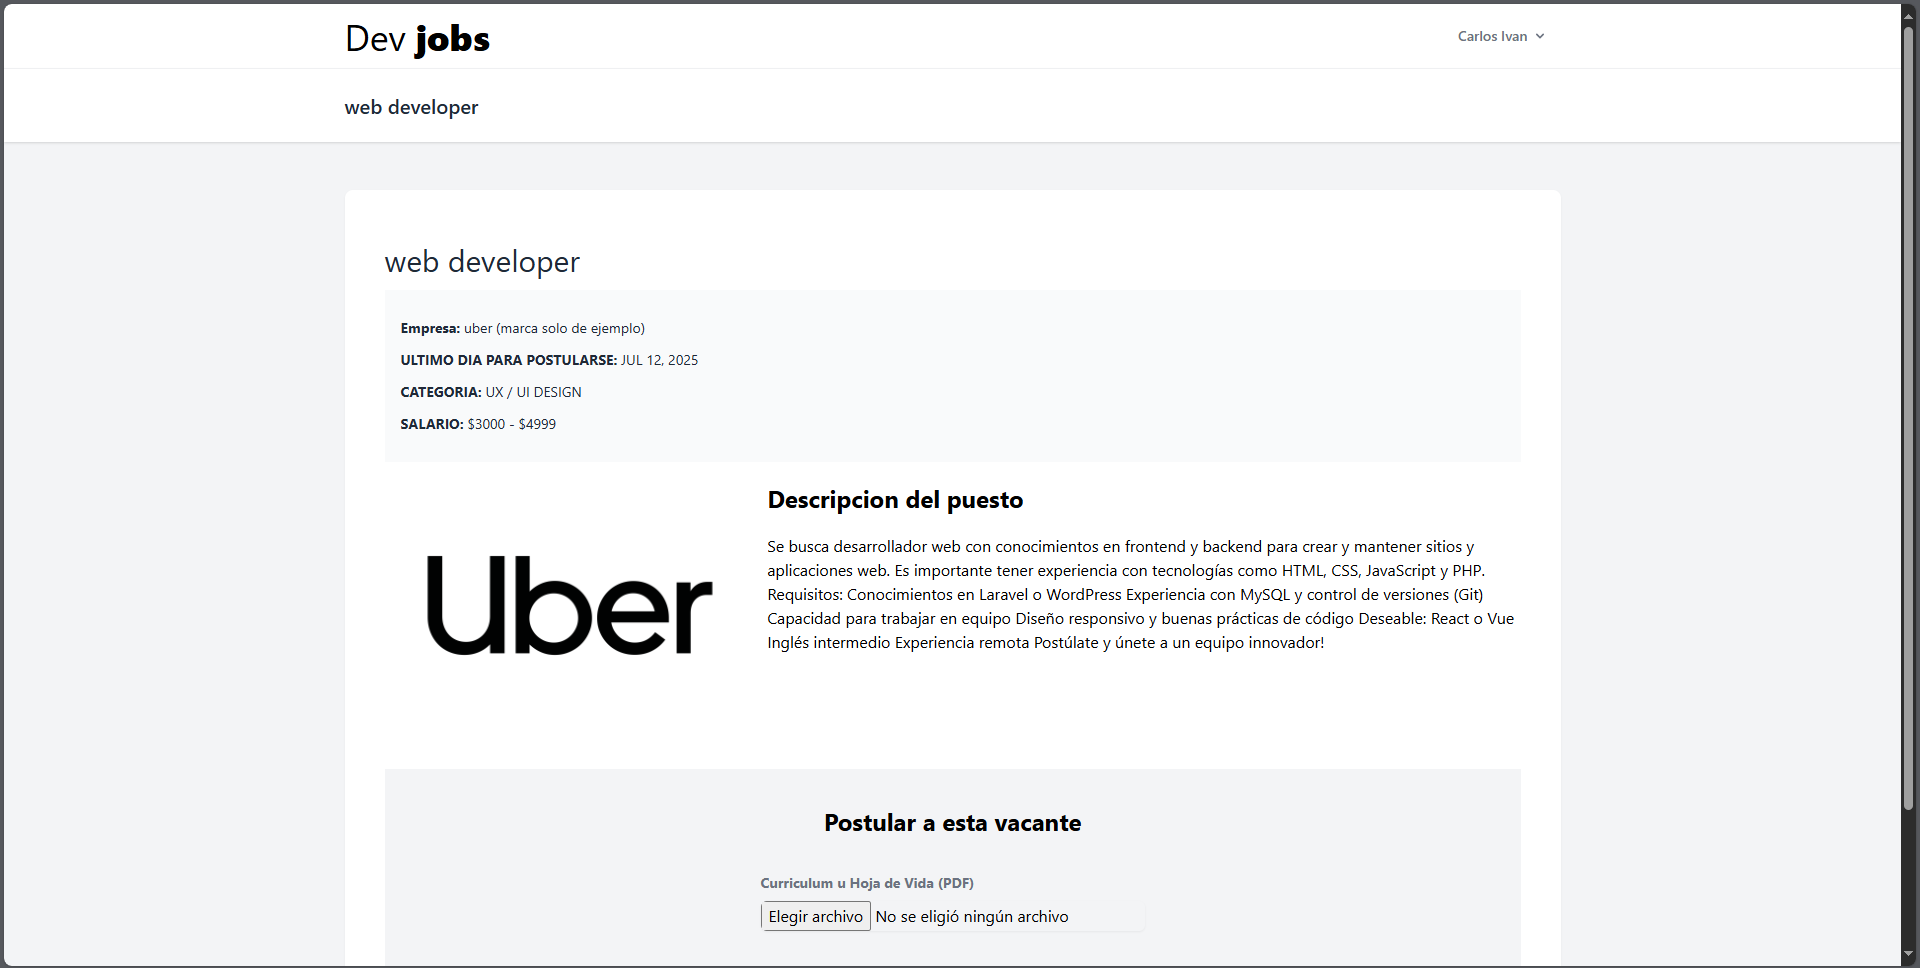 Dev jobs
Carlos Ivan
web developer
web developer
Empresa: uber (marca solo de ejemplo)
ULTIMO DIA PARA POSTULARSE: JUL 12, 2025
CATEGORIA: UX / UI DESIGN
SALARIO: $3000 - $4999
Uber
Descripcion del puesto
Se busca desarrollador web con conocimientos en frontend y backend para crear y mantener sitios y
aplicaciones web. Es importante tener experiencia con tecnologías como HTML, CSS, JavaScript y PHP.
Requisitos: Conocimientos en Laravel o WordPress Experiencia con MySQL y control de versiones (Git)
Capacidad para trabajar en equipo Diseño responsivo y buenas prácticas de código Deseable: React o Vue
Inglés intermedio Experiencia remota Postúlate y únete a un equipo innovador!
Postular a esta vacante
Curriculum u Hoja de Vida (PDF)
Elegir archivo No se eligió ningún archivo